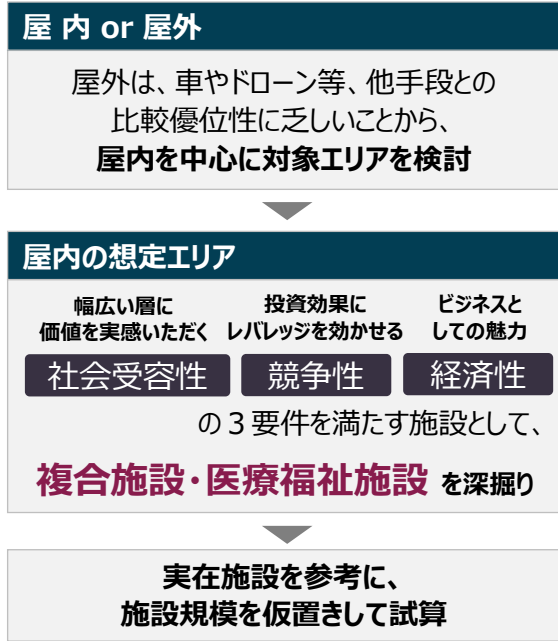 屋 内 or 屋外
屋外は、車やドローン等、他手段との
比較優位性に乏しいことから、
屋内を中心に対象エリアを検討
屋内の想定エリア
幅広い層に
価値を実感いただく
投資効果に
レバレッジを効かせる
ビジネスと
しての魅力
社会受容性 競争性 経済性
の3要件を満たす施設として、
複合施設・医療福祉施設 を深掘り
実在施設を参考に、
施設規模を仮置きして試算